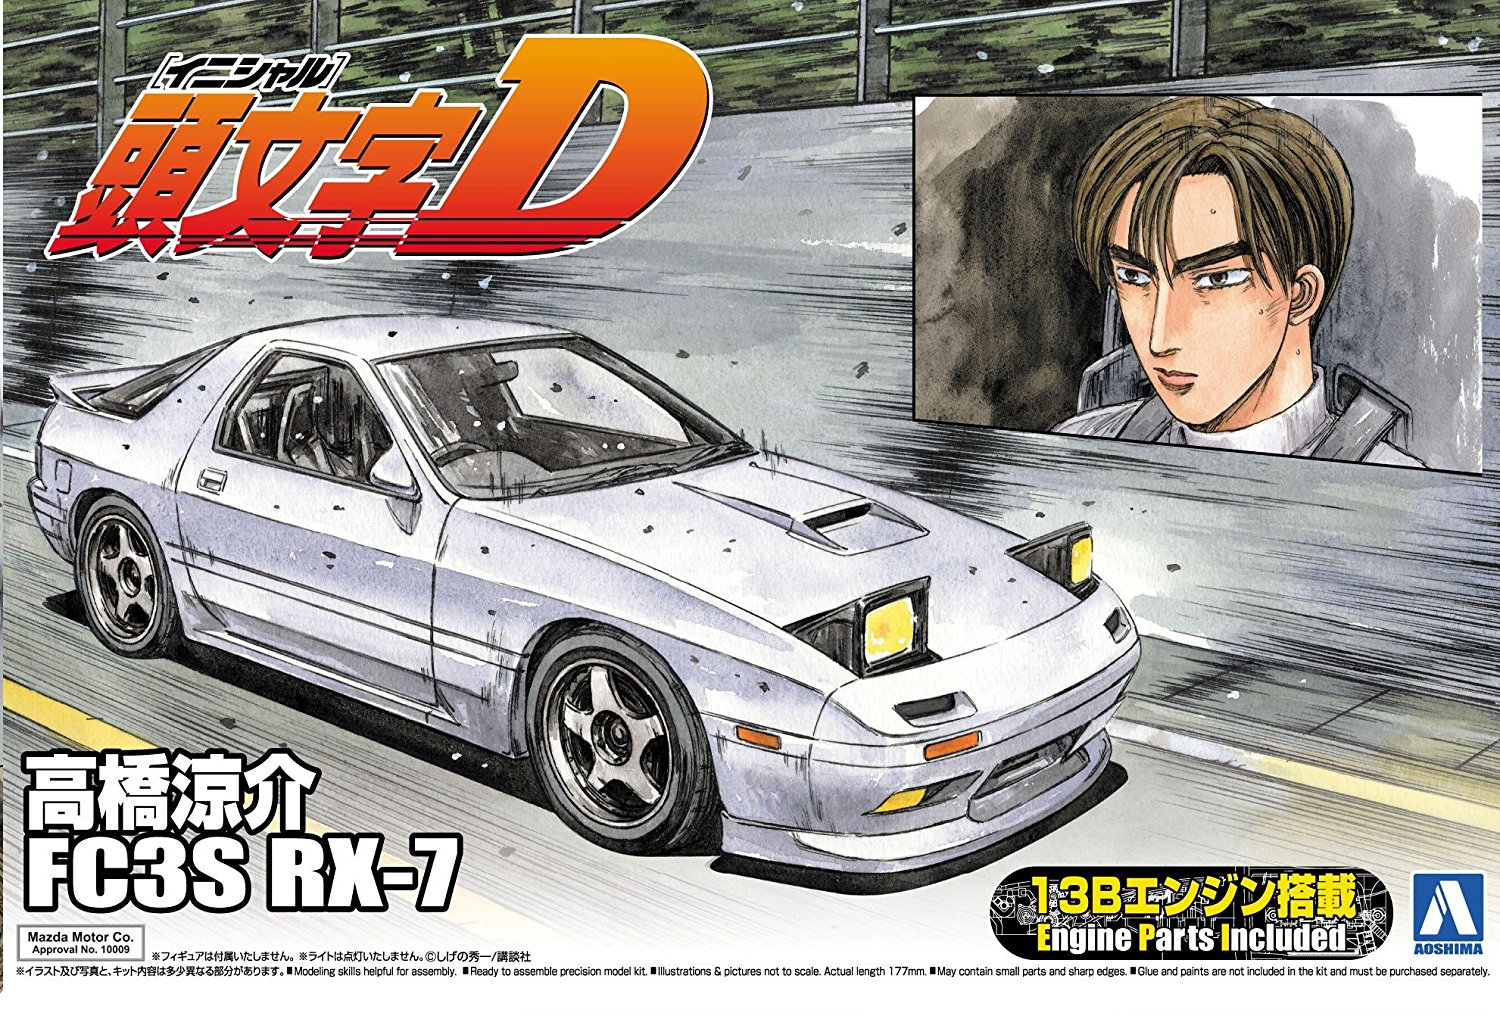 [イニシャル]
頭文字D
高橋涼介
FC3S RX-7
13Bエンジン搭載
Engine Parts Included
AOSHIMA
Mazda Motor Co.
Approval No. 10009
※フィギュアは付属いたしません。※ライトは点灯いたしません。©しげの秀一/講談社
※イラスト及び写真と、キット内容は多少異なる部分があります。■Modeling skills helpful for assembly. ■Ready to assemble precision model kit. ■Illustrations & pictures not to scale. Actual length 177mm. ■May contain small parts and sharp edges. ■Glue and paints are not included in the kit and must be purchased separately.